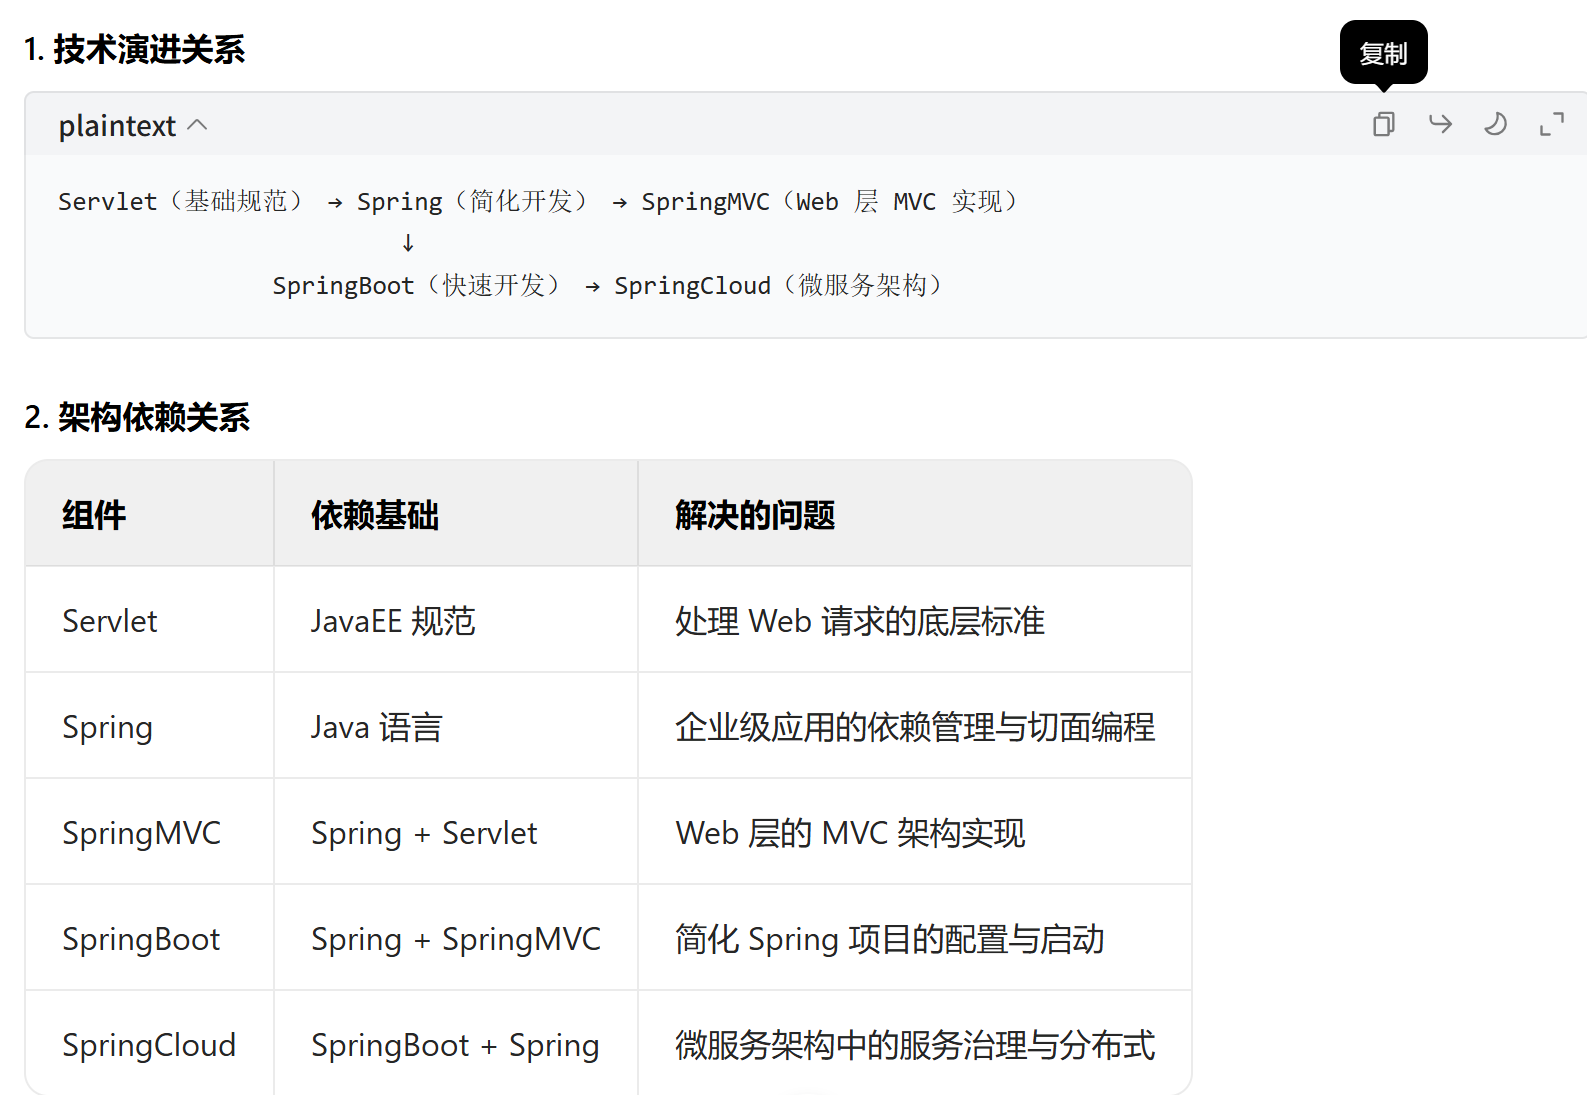 1. 技术演进关系
复制
plaintext
Servlet（基础规范） → Spring（简化开发） → SpringMVC（Web 层 MVC 实现）
↓
SpringBoot（快速开发） → SpringCloud（微服务架构）
2. 架构依赖关系
组件 依赖基础 解决的问题
Servlet JavaEE 规范 处理 Web 请求的底层标准
Spring Java 语言 企业级应用的依赖管理与切面编程
SpringMVC Spring + Servlet Web 层的 MVC 架构实现
SpringBoot Spring + SpringMVC 简化 Spring 项目的配置与启动
SpringCloud SpringBoot + Spring 微服务架构中的服务治理与分布式